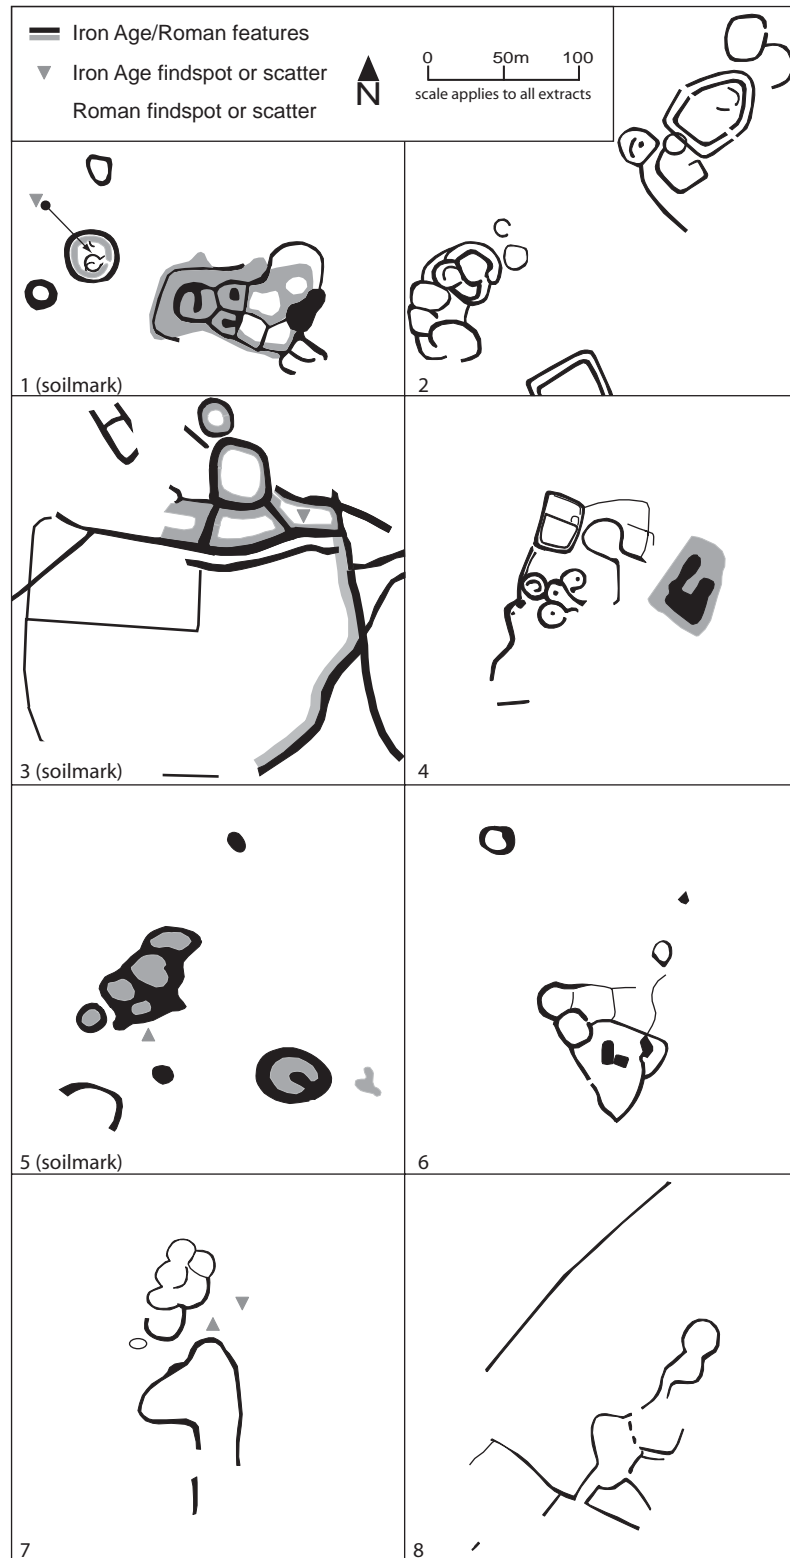 Iron Age/Roman features
Iron Age findspot or scatter
Roman findspot or scatter
N
0 50m 100
scale applies to all extracts
1 (soilmark)
2
3 (soilmark)
4
5 (soilmark)
6
7
8